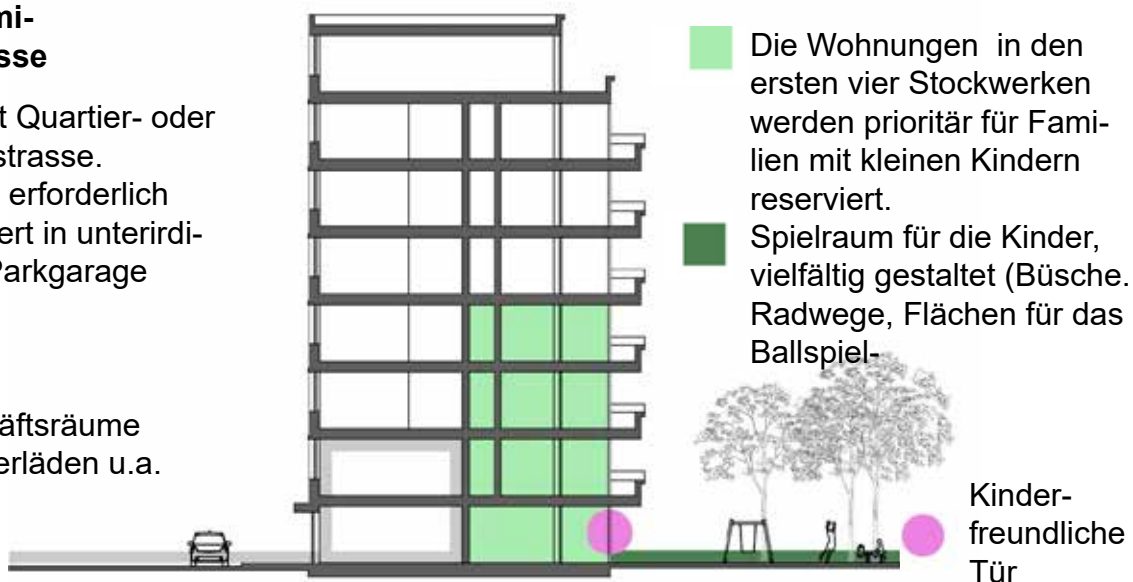 mi-
sse
t Quartier- oder
strasse.
erforderlich
ert in unterirdi-
Parkgarage
äftsräume
erläden u.a.
Die Wohnungen in den
ersten vier Stockwerken
werden prioritär für Fami-
lien mit kleinen Kindern
reserviert.
Spielraum für die Kinder,
vielfältig gestaltet (Büsche.
Radwege, Flächen für das
Ballspiel-
Kinder-
freundliche
Tür